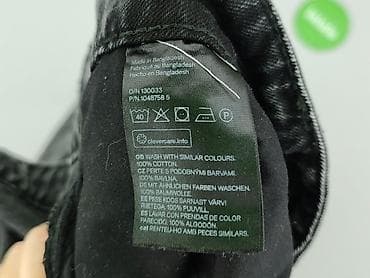 Made in Bangladesh
Fabriqué au Bangladesh
Hecho en Bangladesh
O/N 130033
P/N.1048758 5
40
clevercare.info
GB WASH WITH SIMILAR COLOURS.
100% COTTON.
CZ PERTE S PODOBNÝMI BARVAMI.
100% BAVLNA.
DE MIT ÄHNLICHEN FARBEN WASCHEN.
100% BAUMWOLLE.
EE PESE KOOS SARNAST VÄRVI
RIIETEGA. 100% PUUVILL.
ES LAVAR CON PRENDAS DE COLOR
PARECIDO. 100% ALGODÓN.